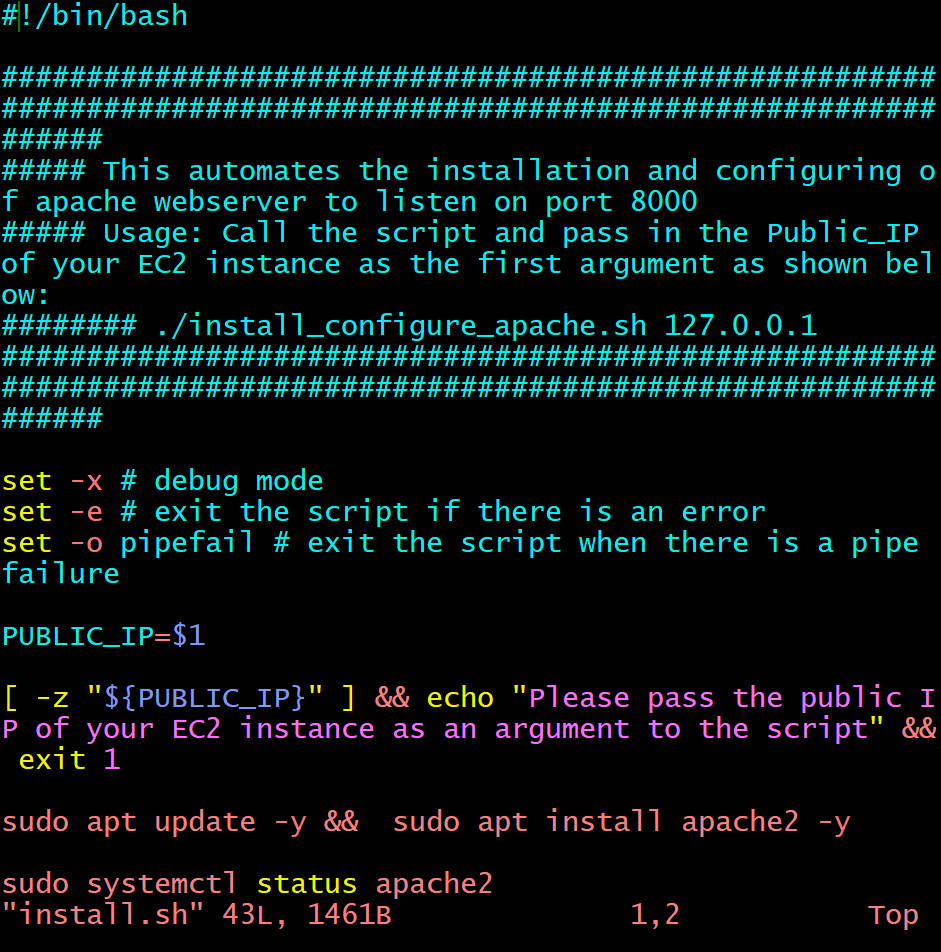 #!/bin/bash
#######################################################
#######################################################
######
##### This automates the installation and configuring o
f apache webserver to listen on port 8000
##### Usage: Call the script and pass in the Public_IP
of your EC2 instance as the first argument as shown bel
ow:
######## ./install_configure_apache.sh 127.0.0.1
#######################################################
#######################################################
######
set -x # debug mode
set -e # exit the script if there is an error
set -o pipefail # exit the script when there is a pipe
failure
PUBLIC_IP=$1
[ -z "${PUBLIC_IP}" ] && echo "Please pass the public I
P of your EC2 instance as an argument to the script" &&
 exit 1
sudo apt update -y &&  sudo apt install apache2 -y
sudo systemctl status apache2
"install.sh" 43L, 1461B 1,2 Top